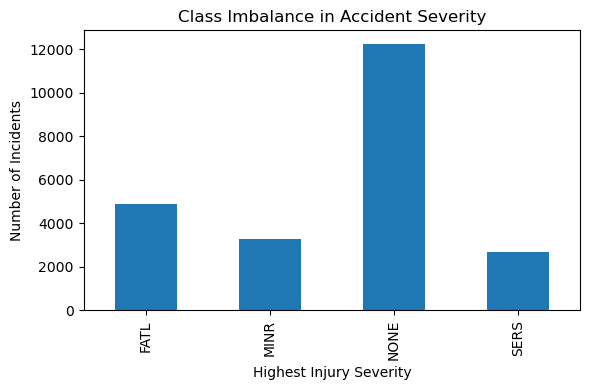 Class Imbalance in Accident Severity
Number of Incidents
12000
10000
8000
6000
4000
2000
0
FATL
MINR
NONE
SERS
Highest Injury Severity